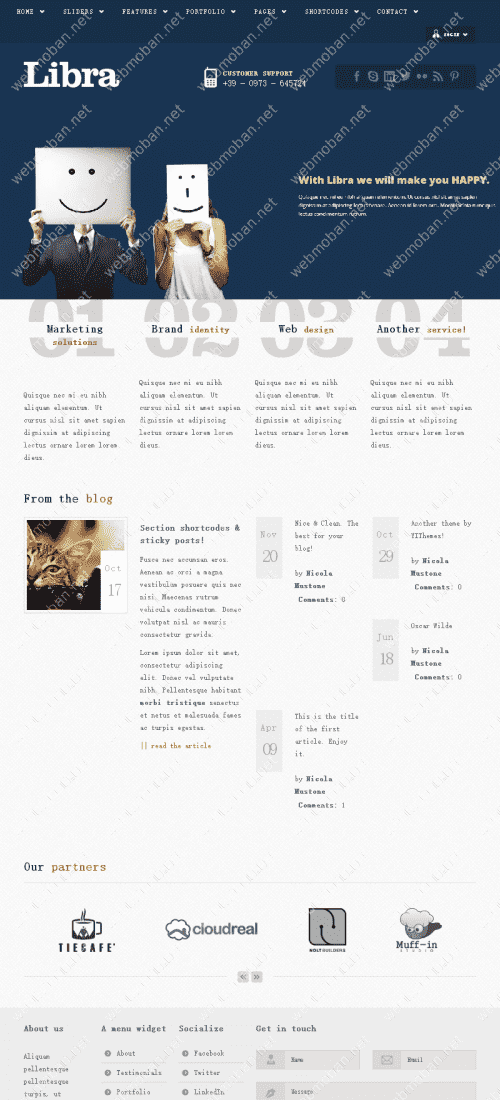 HOME SLIDERS FEATURES PORTFOLIO PAGES SHORTCODES CONTACT
LOGIN
Libra
CUSTOMER SUPPORT
+39 - 0973 - 645724
With Libra we will make you HAPPY.
01 02 03 04
Marketing solutions
Brand identity
Web design
Another service!
Quisque nec mi eu nibh
aliquam elementum. Ut
cursus nisl sit amet sapien
dignissim at adipiscing
lectus ornare lorem lorem
dicus.
Quisque nec mi eu nibh
aliquam elementum. Ut
cursus nisl sit amet sapien
dignissim at adipiscing
lectus ornare lorem lorem
dicus.
Quisque nec mi eu nibh
aliquam elementum. Ut
cursus nisl sit amet sapien
dignissim at adipiscing
lectus ornare lorem lorem
dicus.
Quisque nec mi eu nibh
aliquam elementum. Ut
cursus nisl sit amet sapien
dignissim at adipiscing
lectus ornare lorem lorem
dicus.
From the blog
Oct
17
Section shortcodes &
sticky posts!
Fusce nec accumsan eros.
Aenean ac orci a magna
vestibulum posuere quis nec
nisi. Maecenas rutrum
vehicula condimentum. Donec
volutpat nisl ac mauris
consectetur gravida.
Lorem ipsum dolor sit amet,
consectetur adipiscing
elit. Donec vel vulputate
nibh. Pellentesque habitant
morbi tristique senectus
et netus et malesuada fames
ac turpis egestas.
|| read the article
Nov
20
Nice & Clean. The
best for your
blog!
by Nicola
Mustone
Comments: 0
Oct
29
Another theme by
YIThemes!
by Nicola
Mustone
Comments: 0
Jun
18
Oscar Wilde
by Nicola
Mustone
Comments: 0
Apr
09
This is the title
of the first
article. Enjoy
it.
by Nicola
Mustone
Comments: 1
Our partners
TIECAFE'
cloudreal
NOLT BUILDERS
Muff-in
STUDIO
About us
Aliquam
pellentesque
pellentesque
turpis, ut
A menu widget
About
Testimonials
Portfolio
Socialize
Facebook
Twitter
LinkedIn
Get in touch
Name
Email
Message
webmoban.net